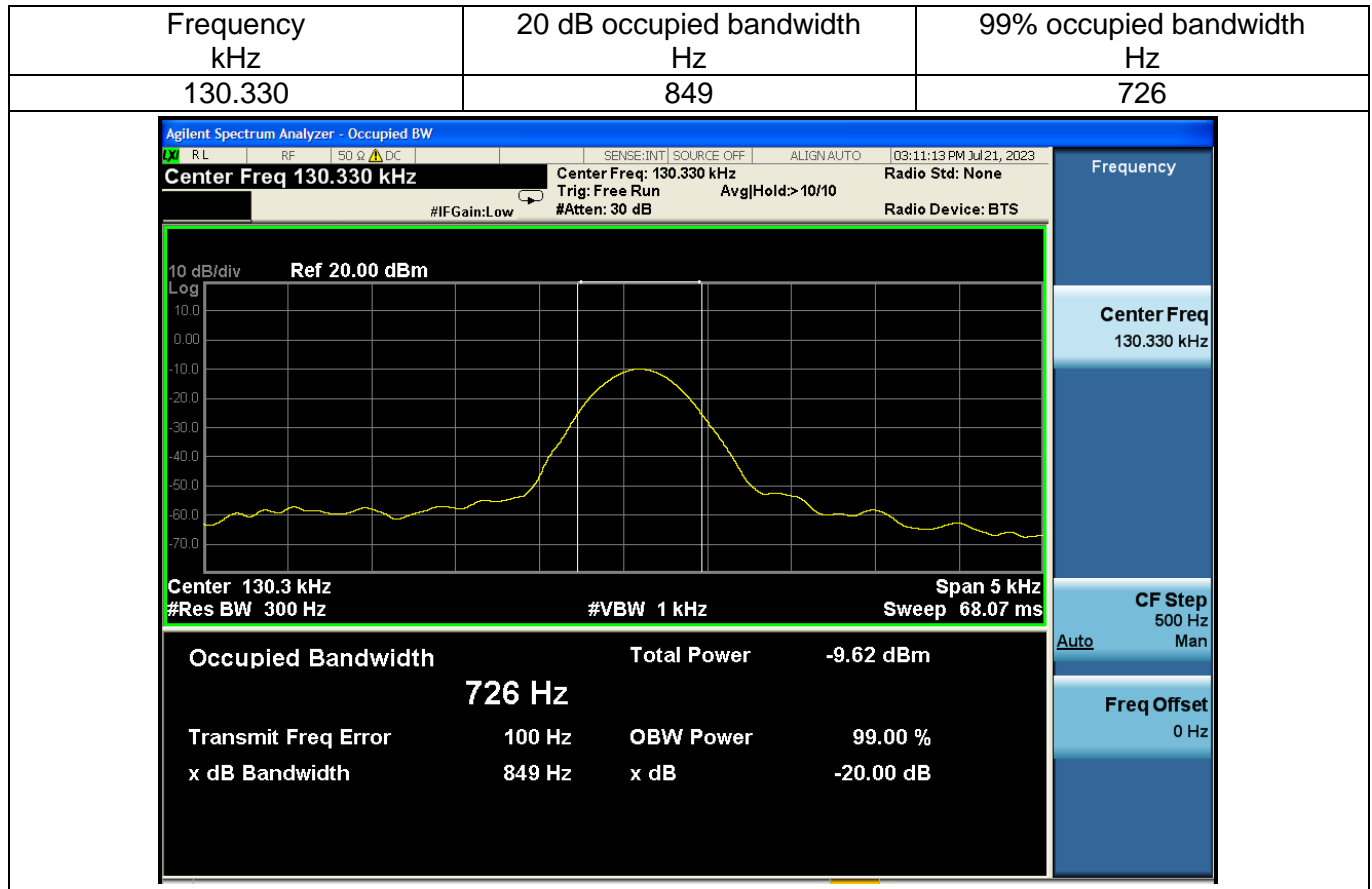 Frequency 20 dB occupied bandwidth 99% occupied bandwidth
kHz Hz Hz
130.330 849 726
Agilent Spectrum Analyzer - Occupied BW
LXI RL RF 50 Ω DC SENSE:INT SOURCE OFF ALIGN AUTO 03:11:13 PM Jul 21, 2023
Center Freq 130.330 kHz Center Freq: 130.330 kHz Radio Std: None
Trig: Free Run Avg|Hold:>10/10
#IFGain:Low #Atten: 30 dB Radio Device: BTS
10 dB/div Ref 20.00 dBm
Log
10.0
0.00
-10.0
-20.0
-30.0
-40.0
-50.0
-60.0
-70.0
Center 130.3 kHz Span 5 kHz
#Res BW 300 Hz #VBW 1 kHz Sweep 68.07 ms
Occupied Bandwidth Total Power -9.62 dBm
726 Hz
Transmit Freq Error 100 Hz OBW Power 99.00 %
x dB Bandwidth 849 Hz x dB -20.00 dB
Frequency
Center Freq
130.330 kHz
CF Step
500 Hz
Auto Man
Freq Offset
0 Hz